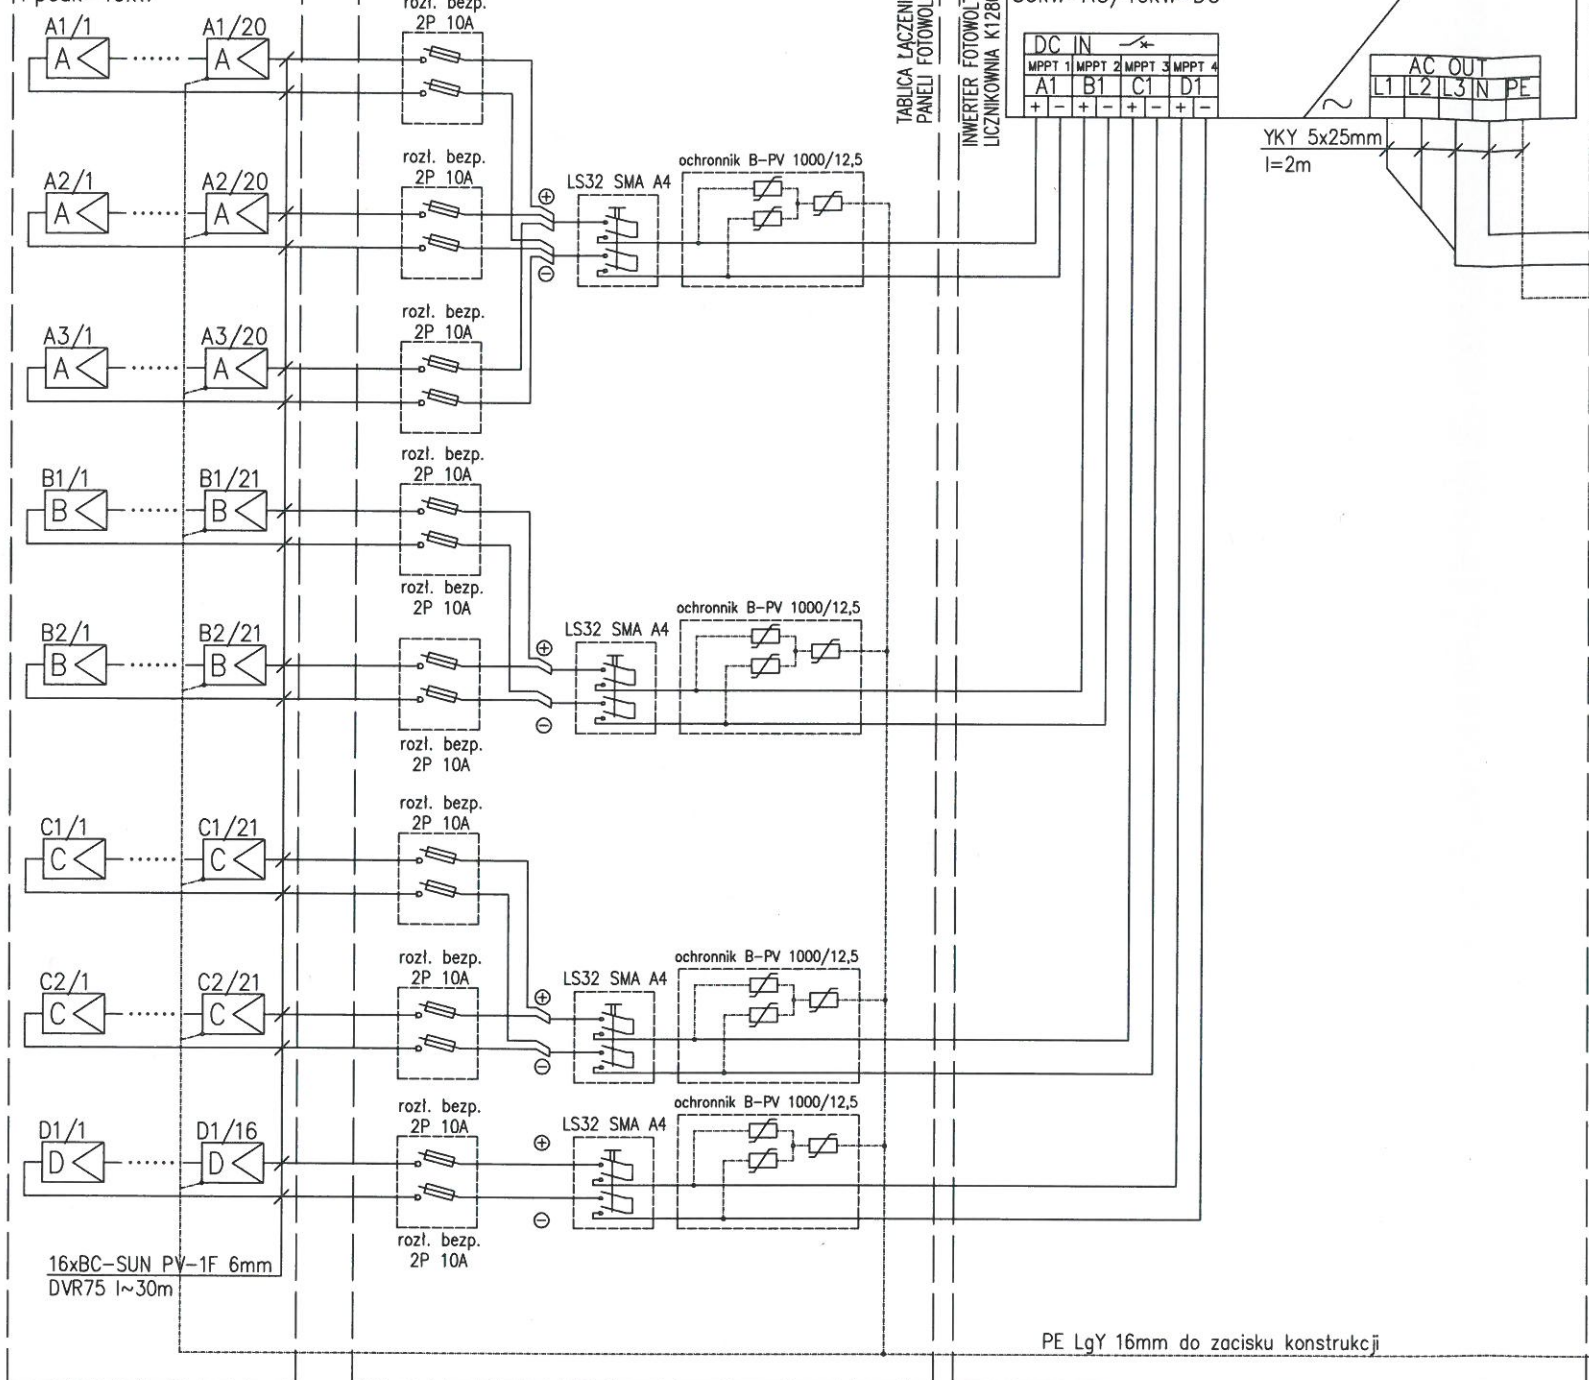 rozł. bezp.
2P 10A
A1/1
A1/20
A
A
TABLICA ŁĄCZENI
PANELI FOTOWOL
INWERTER FOTOWOLT
LICZNIKOWNIA K1280
DC IN
MPPT 1 MPPT 2 MPPT 3 MPPT 4
A1 B1 C1 D1
+ - + - + - + -
AC OUT
L1 L2 L3 N PE
~
YKY 5x25mm
l=2m
A2/1
A2/20
A
A
rozł. bezp.
2P 10A
+
-
LS32 SMA A4
ochronnik B-PV 1000/12,5
A3/1
A3/20
A
A
rozł. bezp.
2P 10A
B1/1
B1/21
B
B
rozł. bezp.
2P 10A
rozł. bezp.
2P 10A
B2/1
B2/21
B
B
+
-
LS32 SMA A4
ochronnik B-PV 1000/12,5
rozł. bezp.
2P 10A
C1/1
C1/21
C
C
rozł. bezp.
2P 10A
C2/1
C2/21
C
C
rozł. bezp.
2P 10A
+
-
LS32 SMA A4
ochronnik B-PV 1000/12,5
D1/1
D1/16
D
D
rozł. bezp.
2P 10A
+
-
LS32 SMA A4
ochronnik B-PV 1000/12,5
rozł. bezp.
2P 10A
16xBC-SUN PV-1F 6mm
DVR75 l~30m
PE LgY 16mm do zacisku konstrukcji